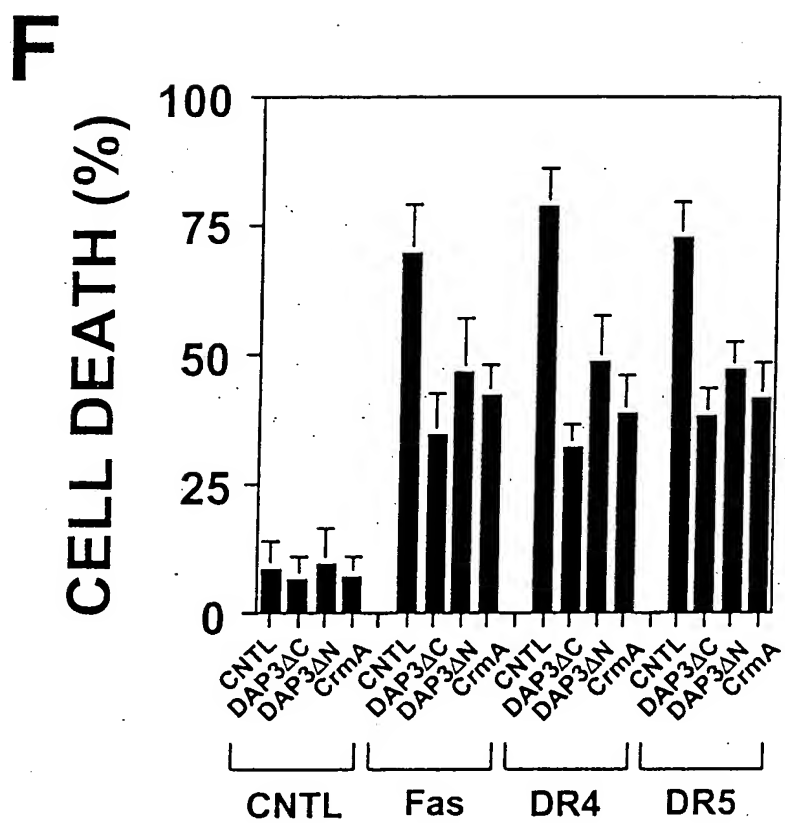 F
CELL DEATH (%)
100
75
50
25
0
CNTL DAP3ΔC DAP3ΔN CrmA CNTL DAP3ΔC DAP3ΔN CrmA CNTL DAP3ΔC DAP3ΔN CrmA CNTL DAP3ΔC DAP3ΔN CrmA
CNTL Fas DR4 DR5